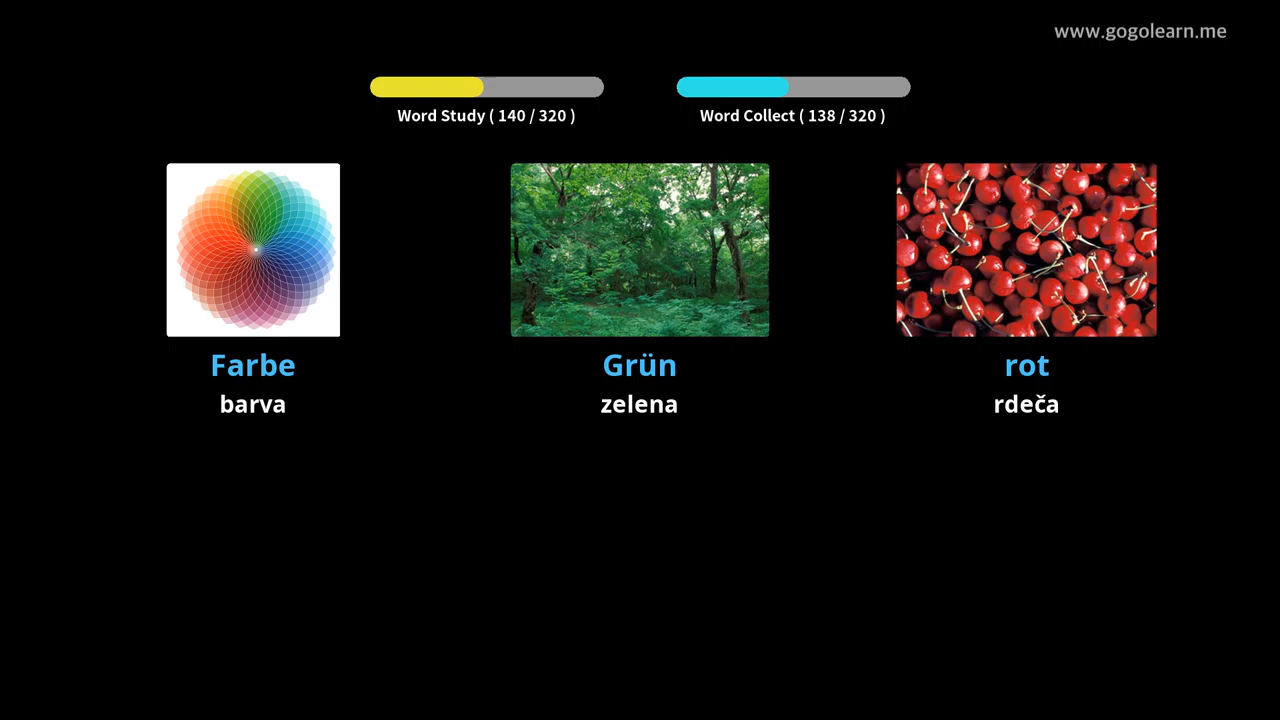 www.gogolearn.me
Word Study ( 140 / 320 )
Word Collect ( 138 / 320 )
Farbe
barva
Grün
zelena
rot
rdeča